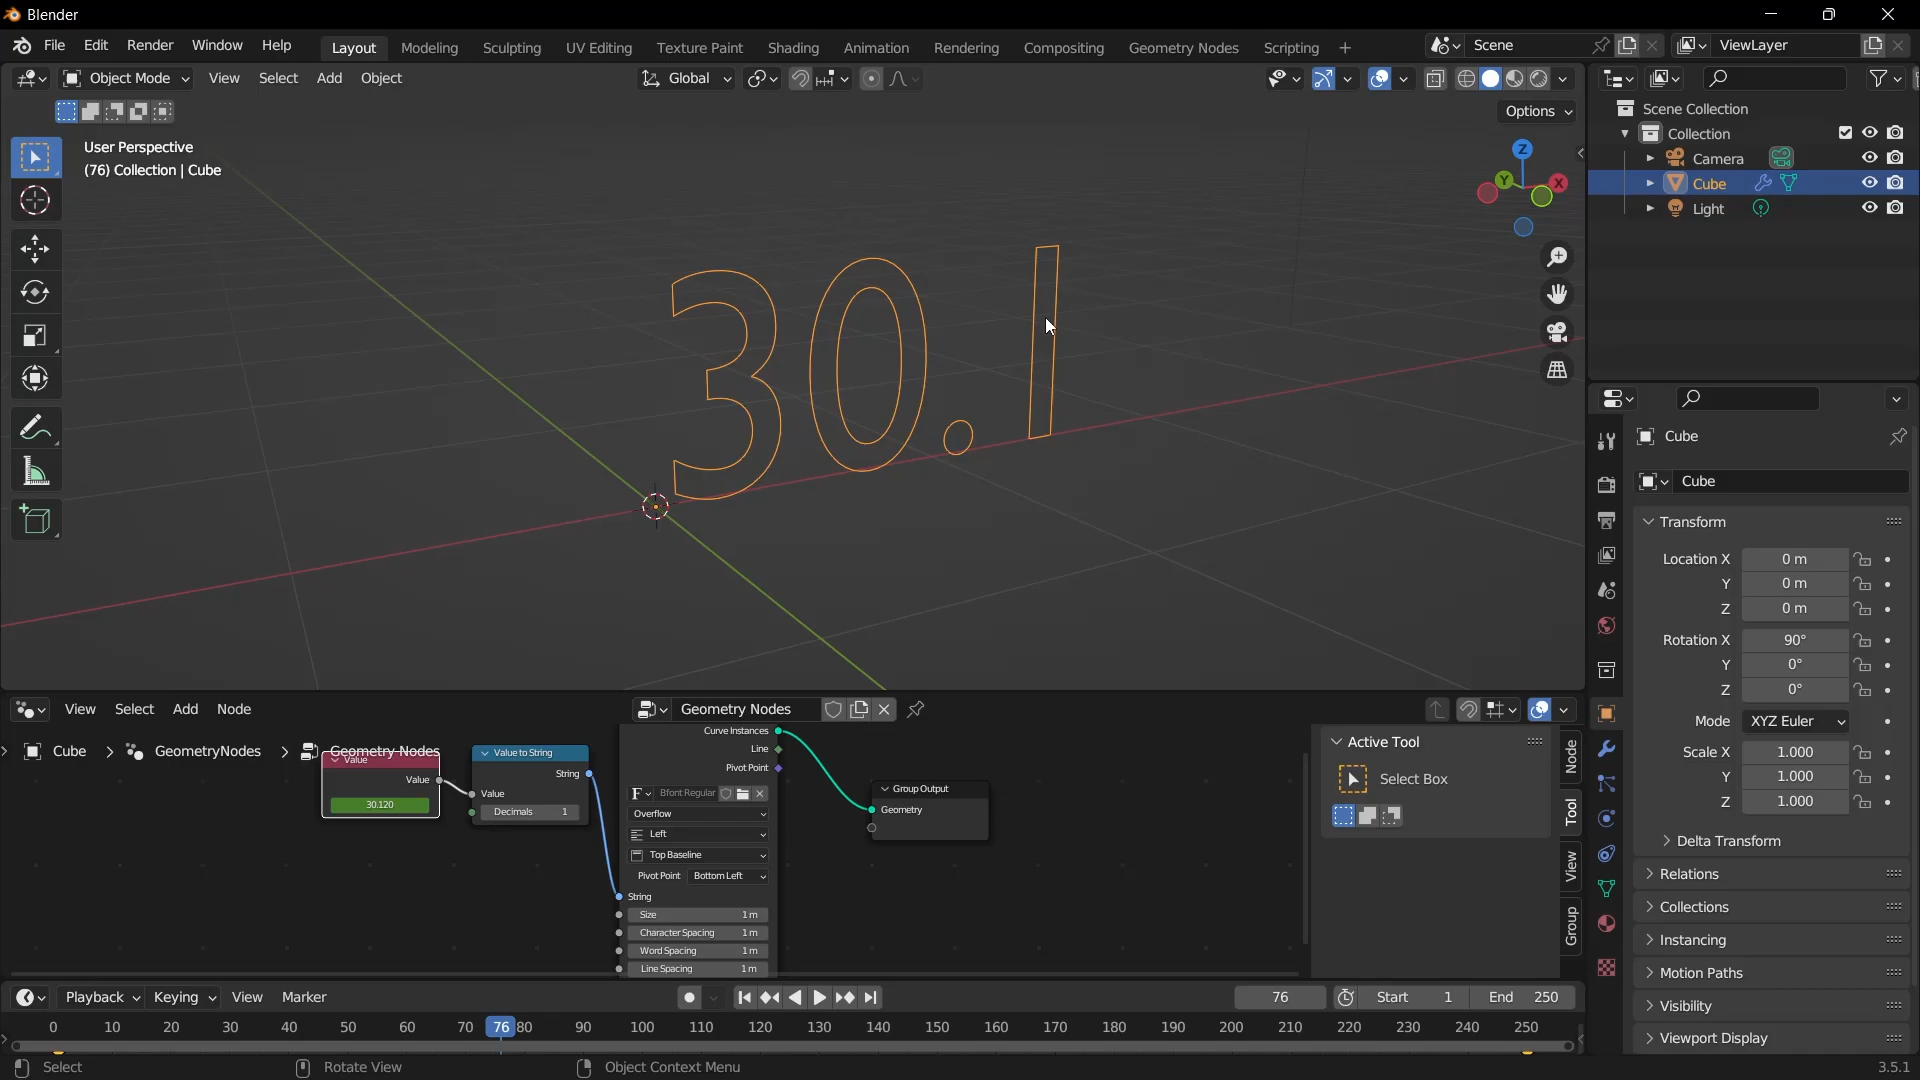 Blender
File Edit Render Window Help Layout Modeling Sculpting UV Editing Texture Paint Shading Animation Rendering Compositing Geometry Nodes Scripting + Scene ViewLayer
Object Mode View Select Add Object Global
Options
User Perspective
(76) Collection | Cube
Z
Y X
30.1
Scene Collection
Collection
Camera
Cube
Light
Cube
Cube
Transform
Location X 0 m
Y 0 m
Z 0 m
Rotation X 90°
Y 0°
Z 0°
Mode XYZ Euler
Scale X 1.000
Y 1.000
Z 1.000
Delta Transform
Relations
Collections
Instancing
Motion Paths
Visibility
Viewport Display
View Select Add Node Geometry Nodes
Cube GeometryNodes Geometry Nodes
Value
Value
30.120
Value to String
String
Value
Decimals 1
Curve Instances
Line
Pivot Point
Bfont Regular
Overflow
Left
Top Baseline
Pivot Point Bottom Left
String
Size 1 m
Character Spacing 1 m
Word Spacing 1 m
Line Spacing 1 m
Group Output
Geometry
Active Tool
Select Box
Node
Tool
View
Group
Playback Keying View Marker 76 Start 1 End 250
0 10 20 30 40 50 60 70 76 80 90 100 110 120 130 140 150 160 170 180 190 200 210 220 230 240 250
Select Rotate View Object Context Menu 3.5.1